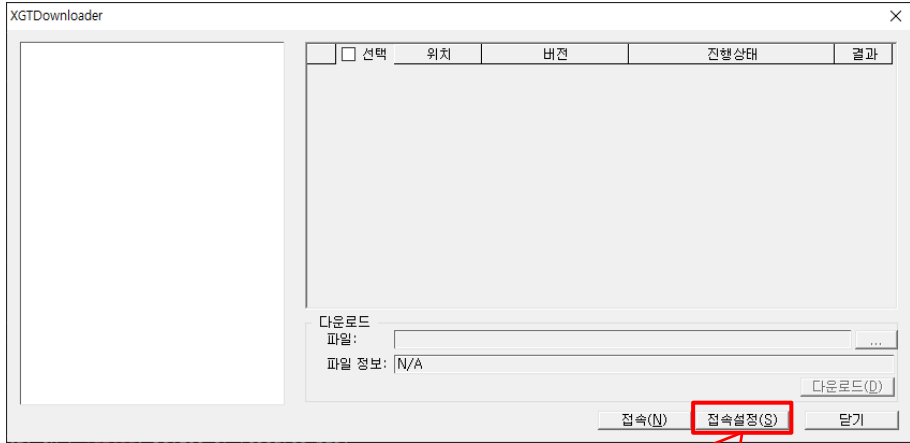 XGTDownloader
선택 위치 버전 진행상태 결과
다운로드
파일: ...
파일 정보: N/A
다운로드(D)
접속(N) 접속설정(S) 닫기